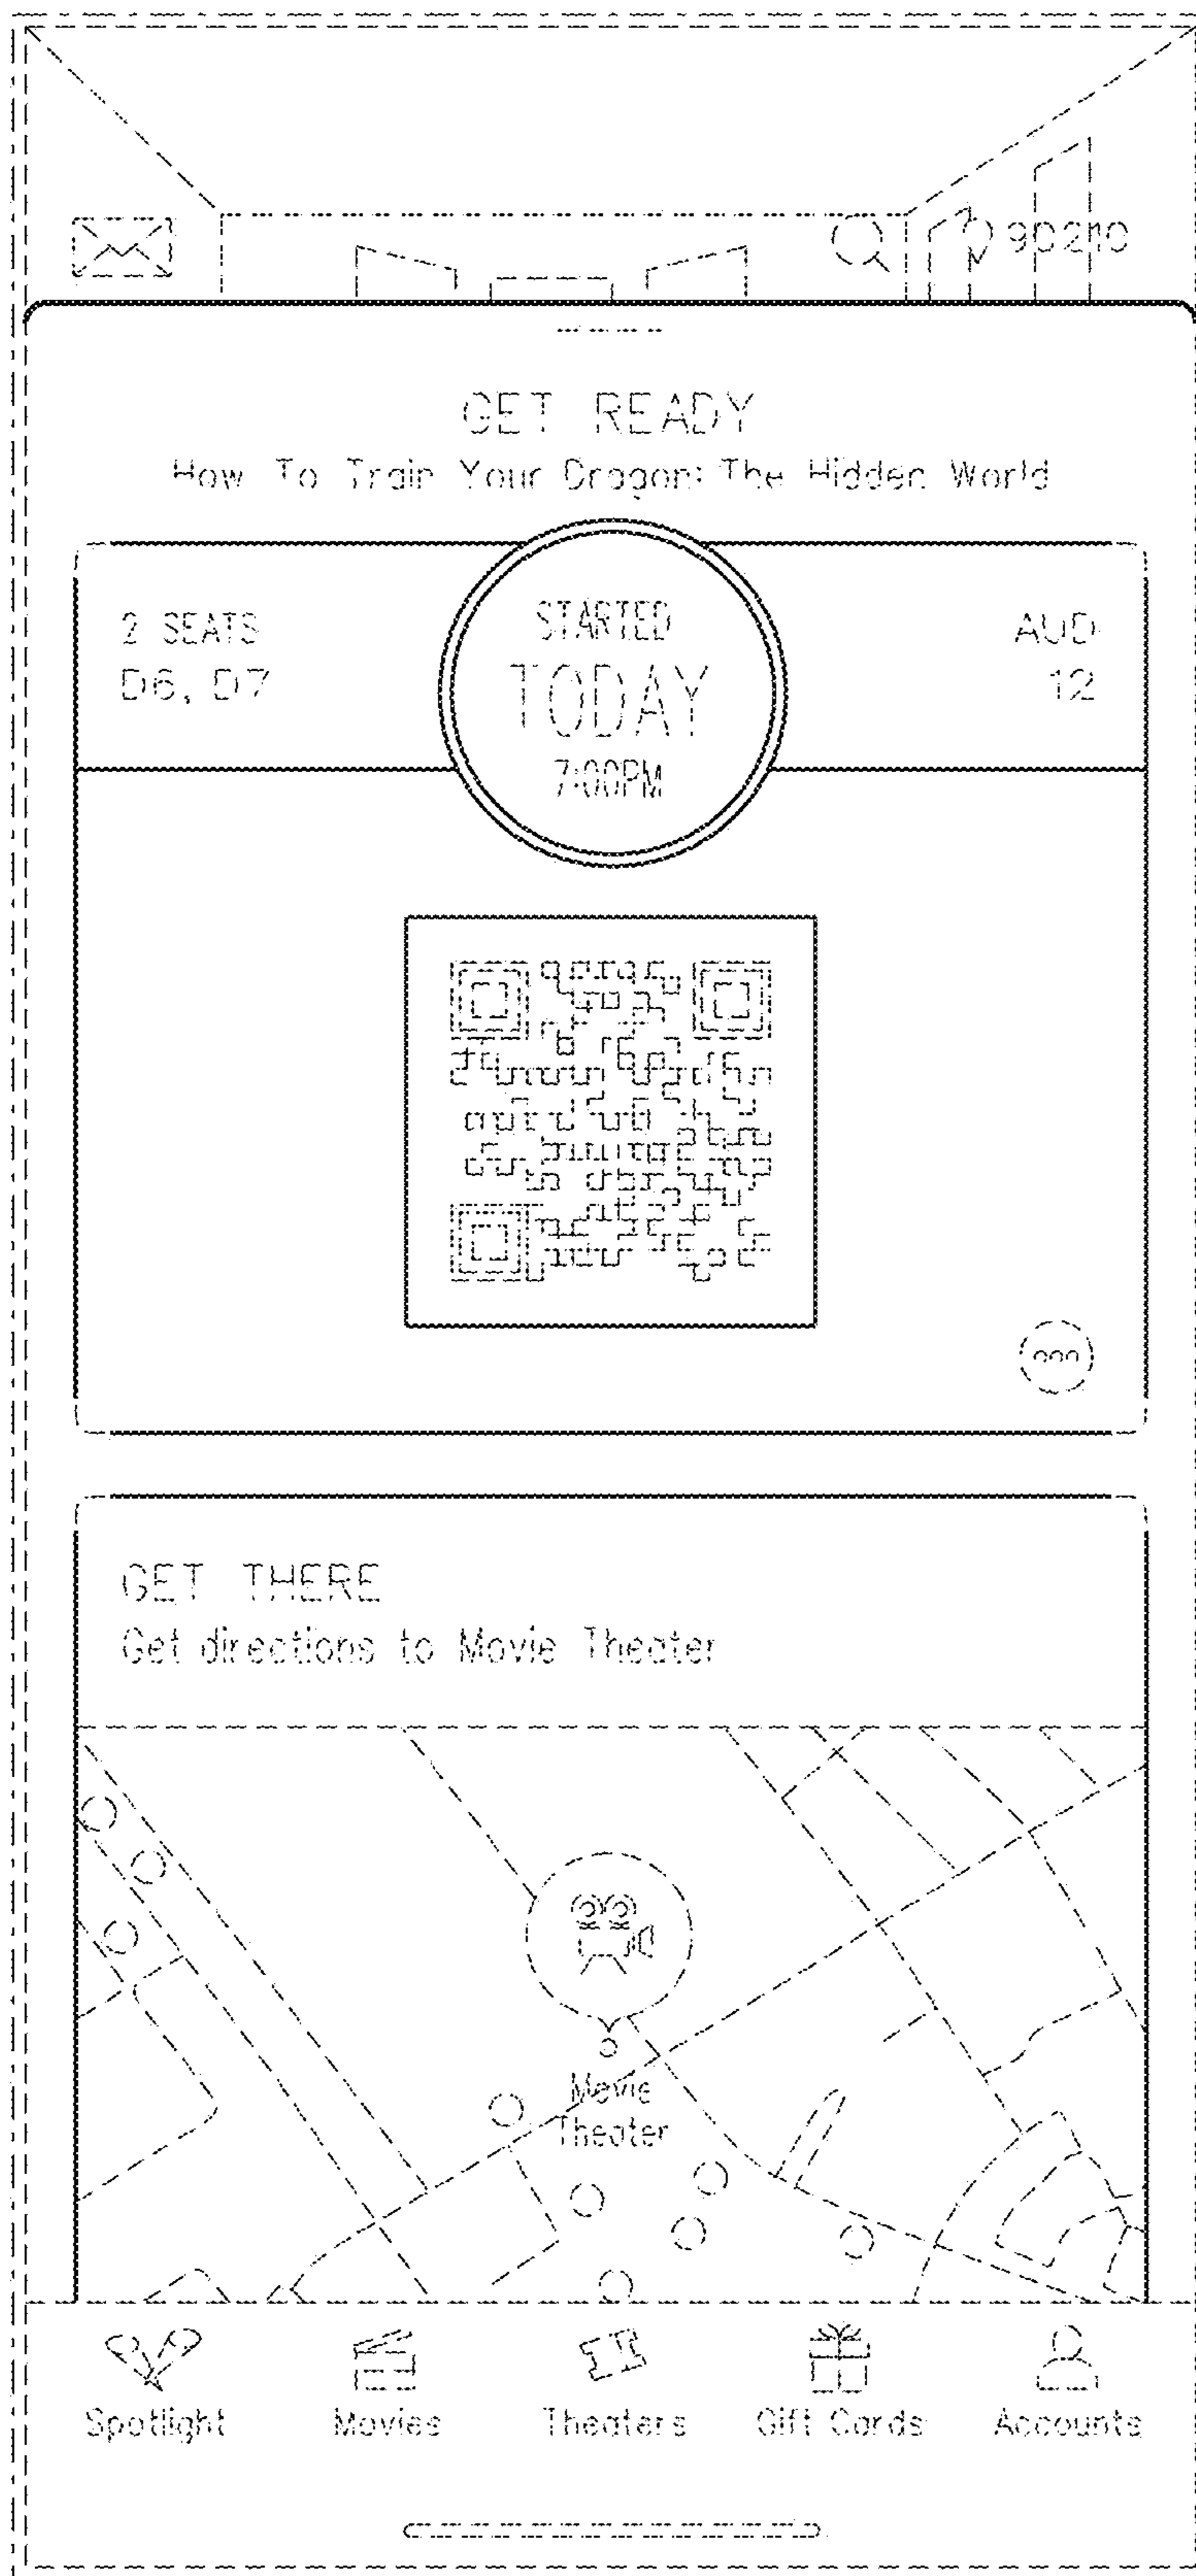 90210
GET READY
How To Train Your Dragon: The Hidden World
2 SEATS
D6, D7
STARTED
TODAY
7:00PM
AUD
12
GET THERE
Get directions to Movie Theater
Movie
Theater
Spotlight
Movies
Theaters
Gift Cards
Accounts